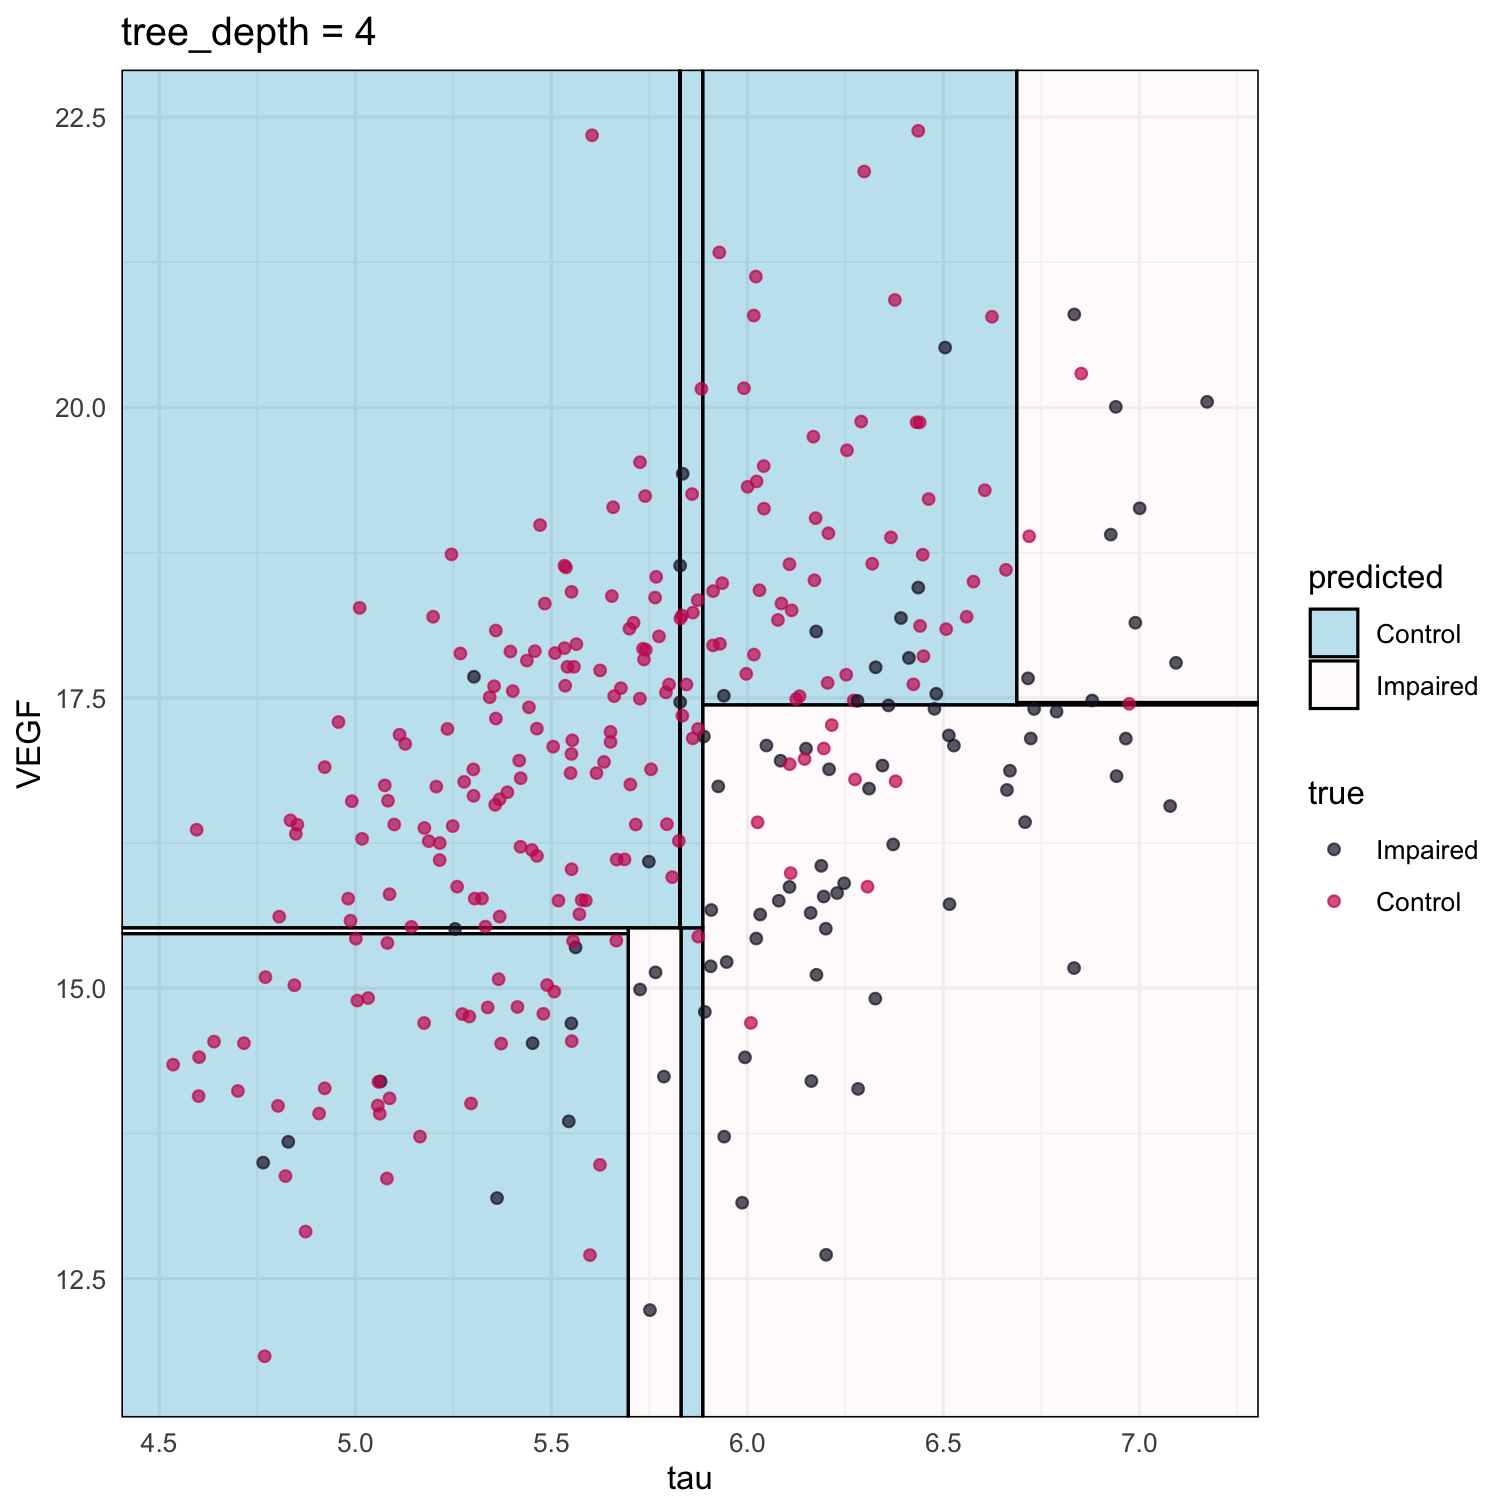 tree_depth = 4
VEGF
22.5
20.0
17.5
15.0
12.5
4.5 5.0 5.5 6.0 6.5 7.0
tau
predicted
Control
Impaired
true
Impaired
Control